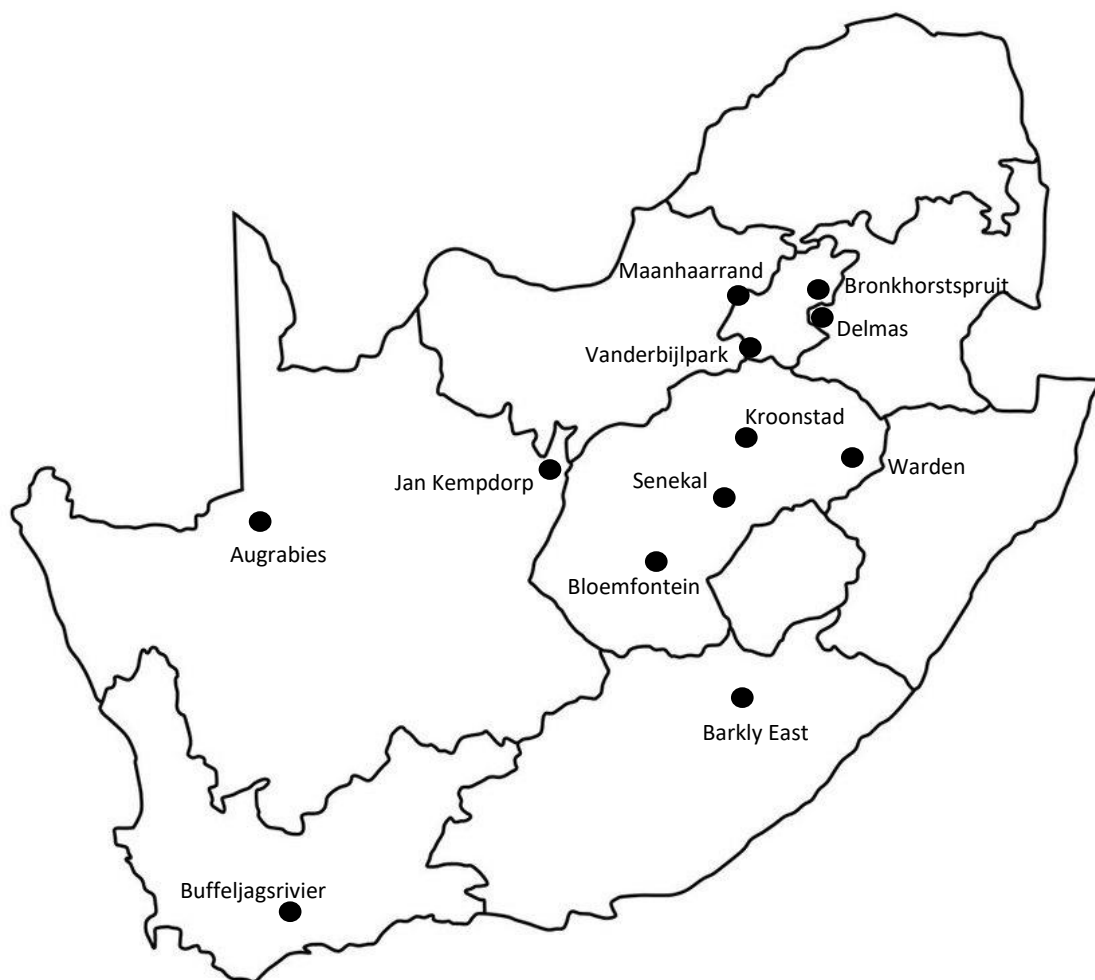 Maanhaarrand
Bronkhorstspruit
Delmas
Vanderbijlpark
Kroonstad
Warden
Jan Kempdorp
Senekal
Augrabies
Bloemfontein
Barkly East
Buffeljagsrivier